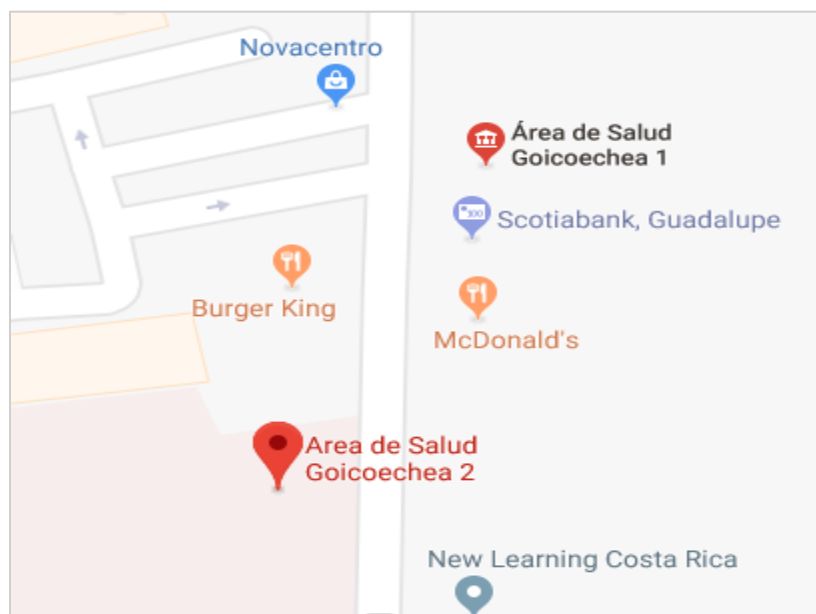 Novacentro
Área de Salud
Goicoechea 1
Scotiabank, Guadalupe
Burger King
McDonald's
Area de Salud
Goicoechea 2
New Learning Costa Rica